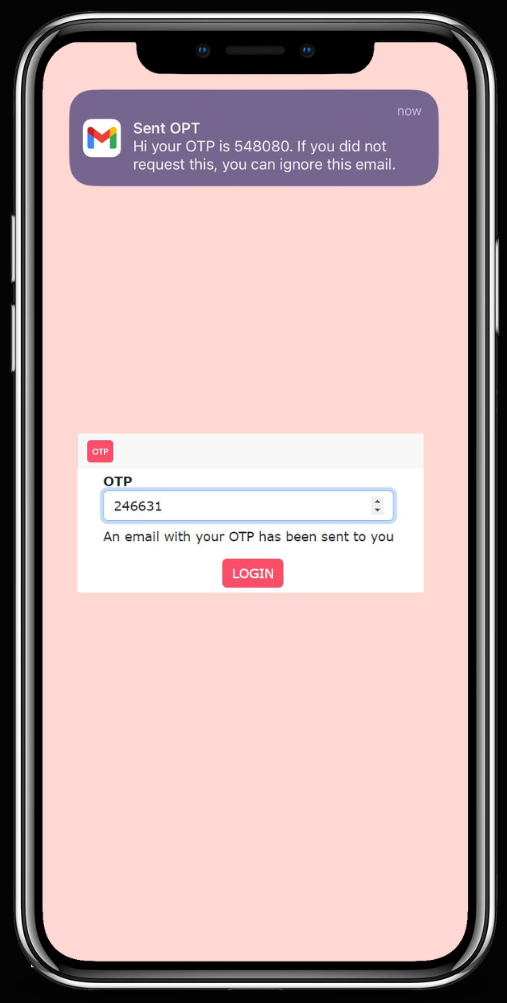 now
Sent OPT
Hi your OTP is 548080. If you did not
request this, you can ignore this email.
OTP
OTP
246631
An email with your OTP has been sent to you
LOGIN